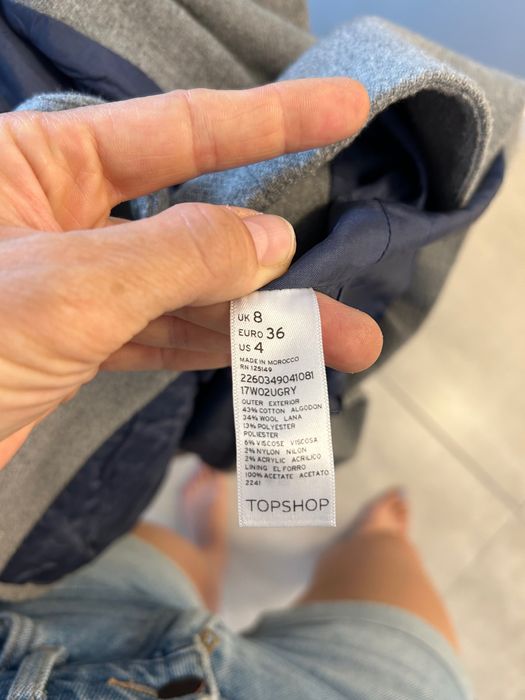 UK 8
EURO 36
US 4
MADE IN MOROCCO
RN 125149
2260349041081
17W02UGRY
OUTER EXTERIOR
43% COTTON ALGODON
34% WOOL LANA
13% POLYESTER
POLIESTER
6% VISCOSE VISCOSA
2% NYLON NILON
2% ACRYLIC ACRILICO
LINING EL FORRO
100% ACETATE ACETATO
2241
TOPSHOP